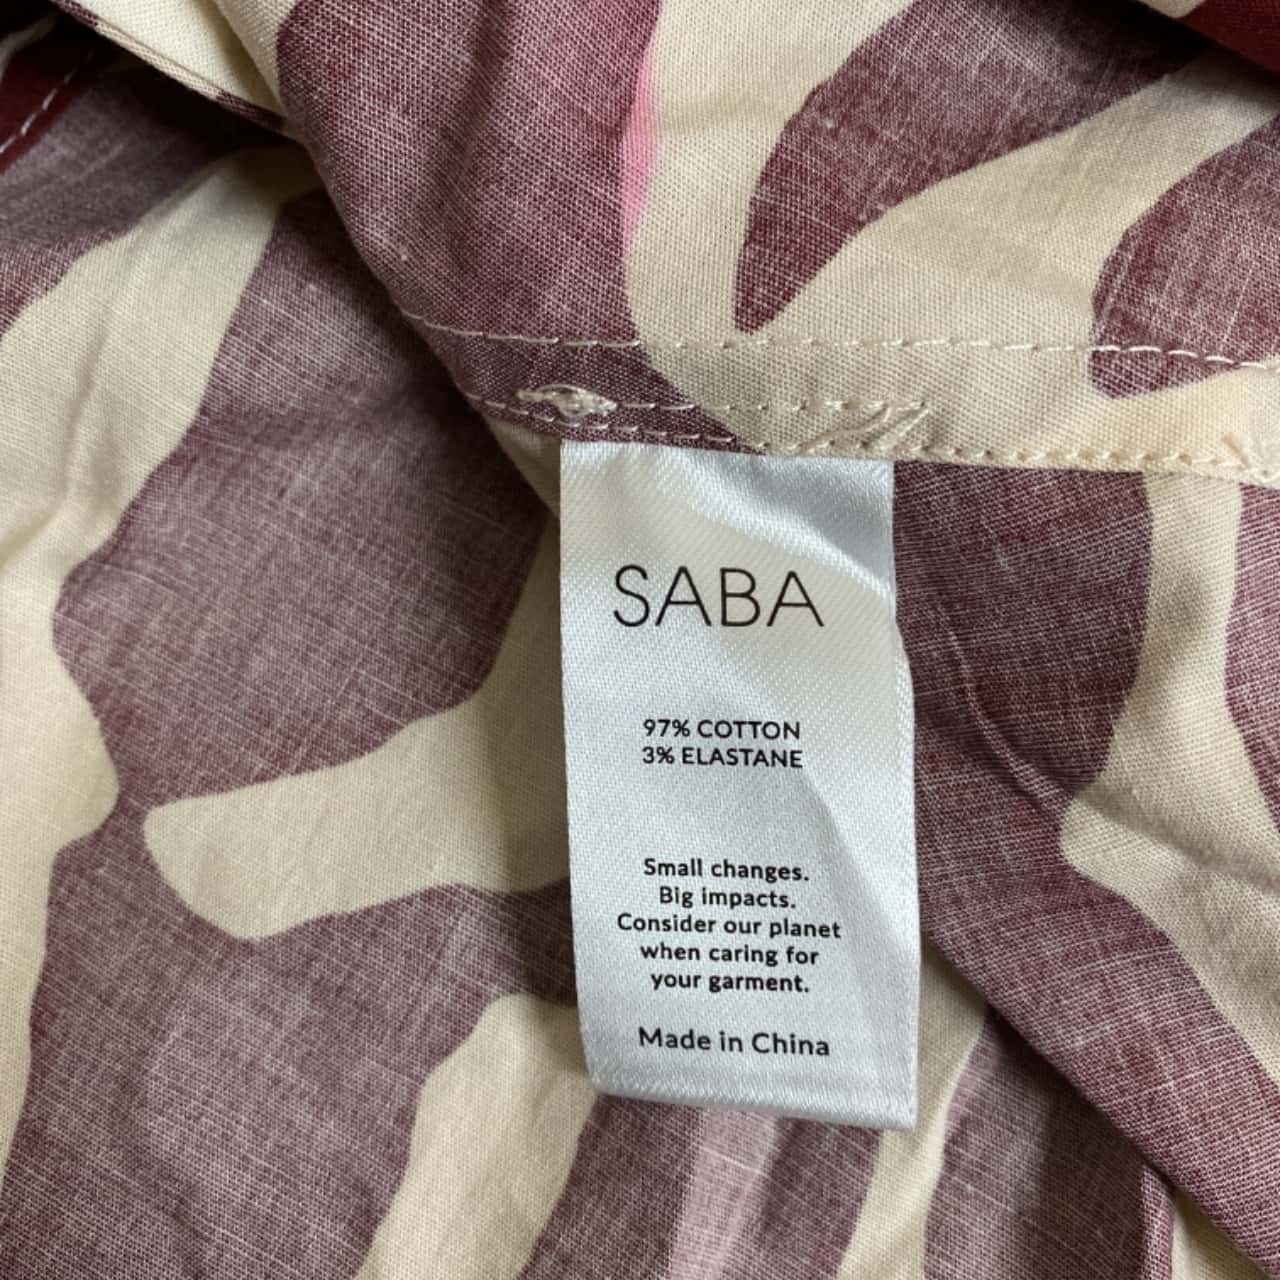 SABA
97% COTTON
3% ELASTANE
Small changes.
Big impacts.
Consider our planet
when caring for
your garment.
Made in China